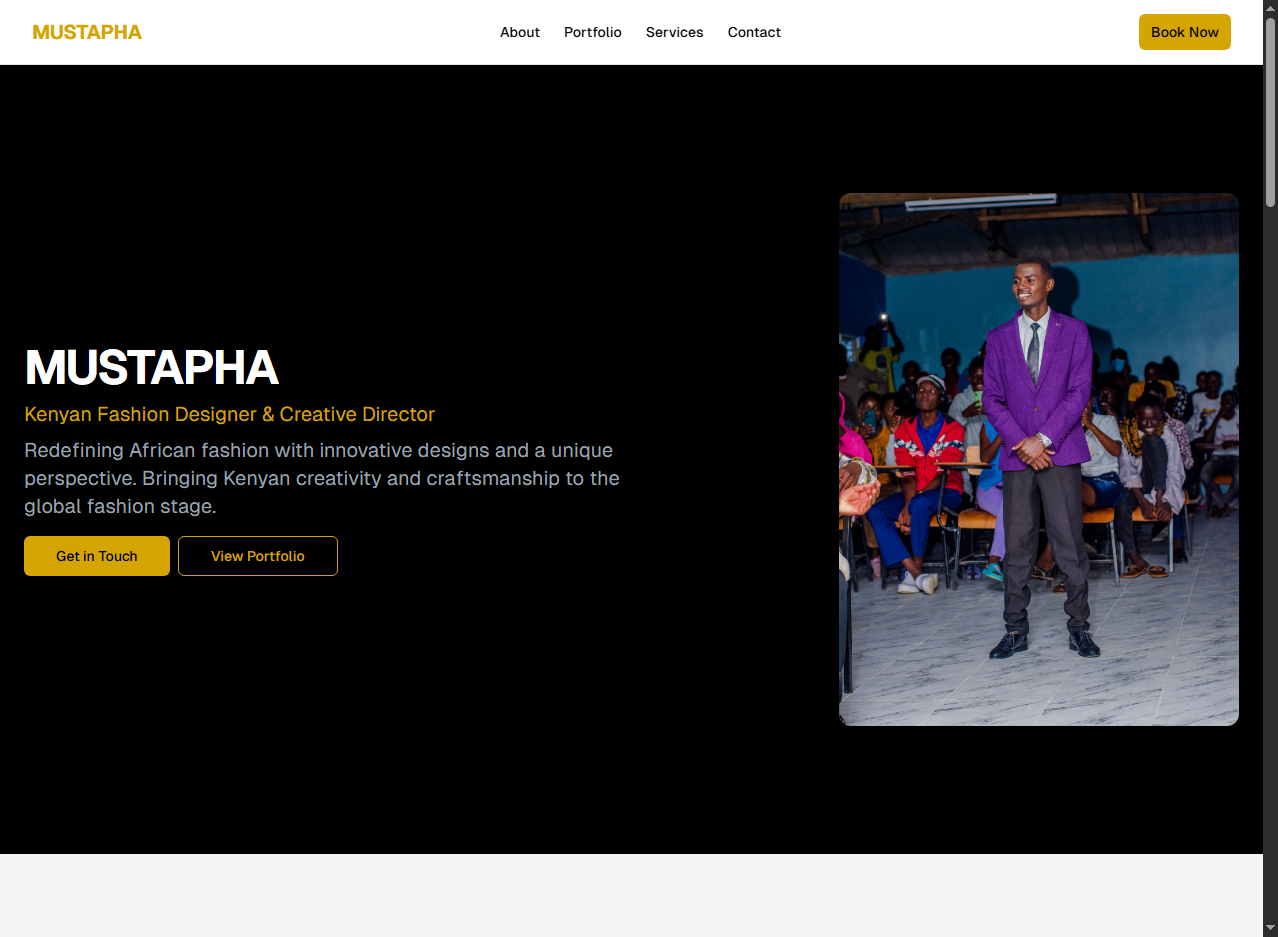 MUSTAPHA
About
Portfolio
Services
Contact
Book Now
MUSTAPHA
Kenyan Fashion Designer & Creative Director
Redefining African fashion with innovative designs and a unique
perspective. Bringing Kenyan creativity and craftsmanship to the
global fashion stage.
Get in Touch
View Portfolio